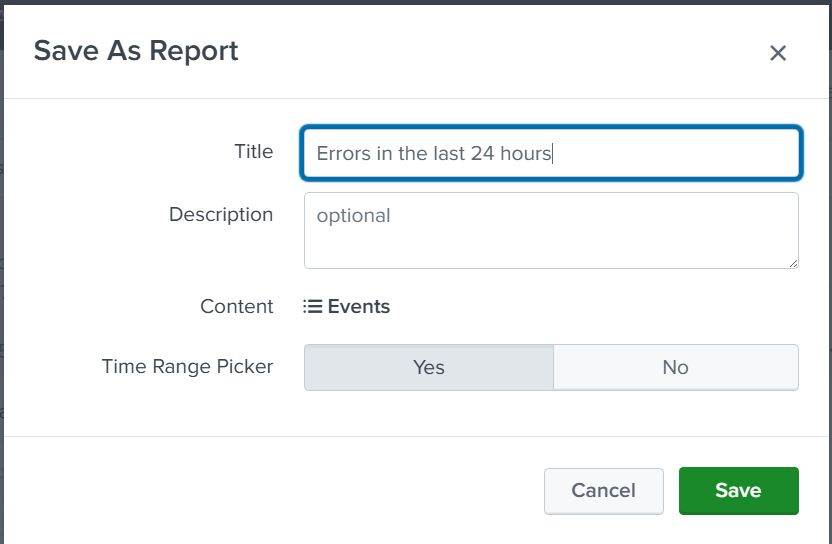 Save As Report
Title Errors in the last 24 hours
Description optional
Content Events
Time Range Picker Yes No
Cancel Save